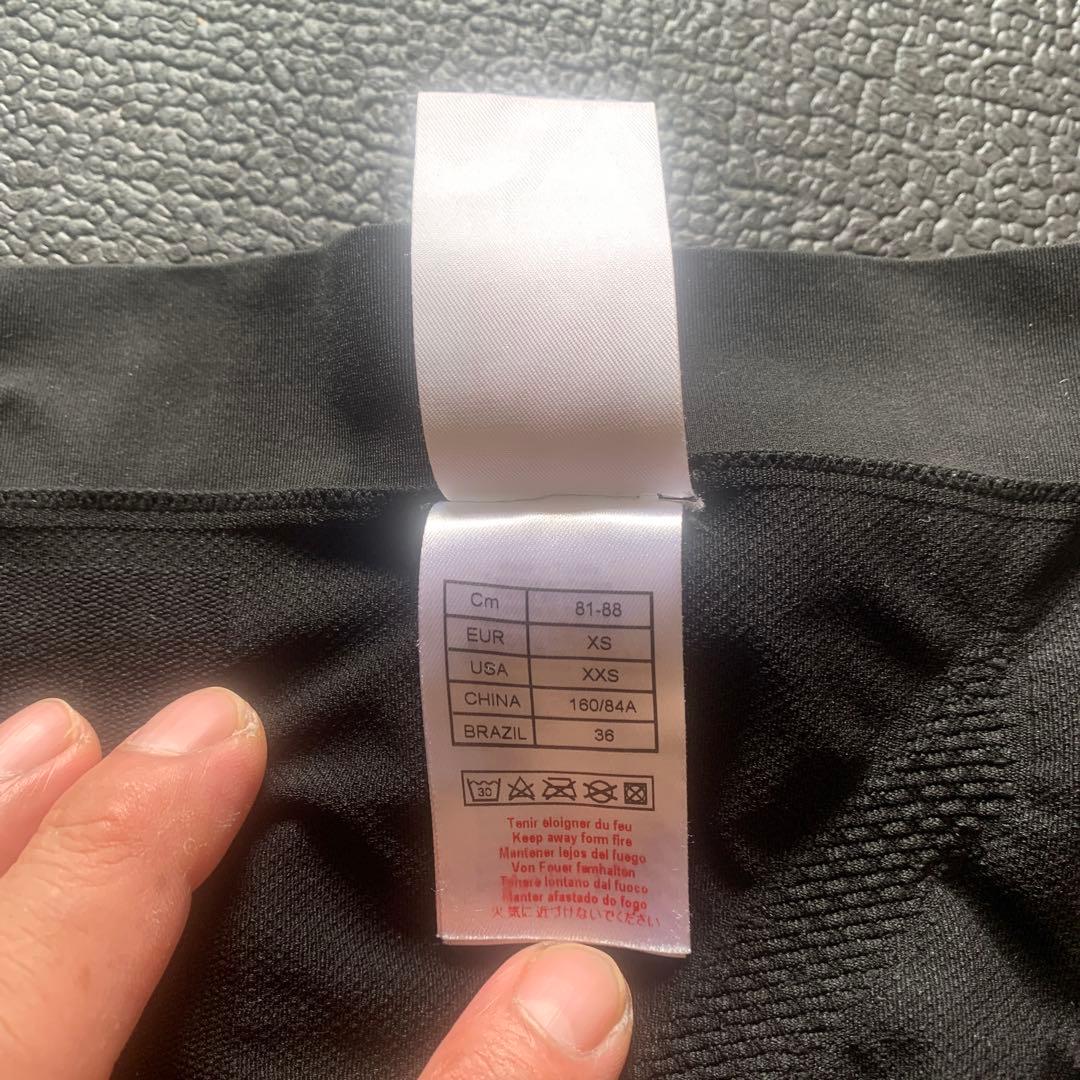 Cm 81-88
EUR XS
USA XXS
CHINA 160/84A
BRAZIL 36
30
Tenir éloigner du feu
Keep away form fire
Mantener lejos del fuego
Von Feuer fernhalten
Tenere lontano dal fuoco
Manter afastado do fogo
火気に近づけないでください